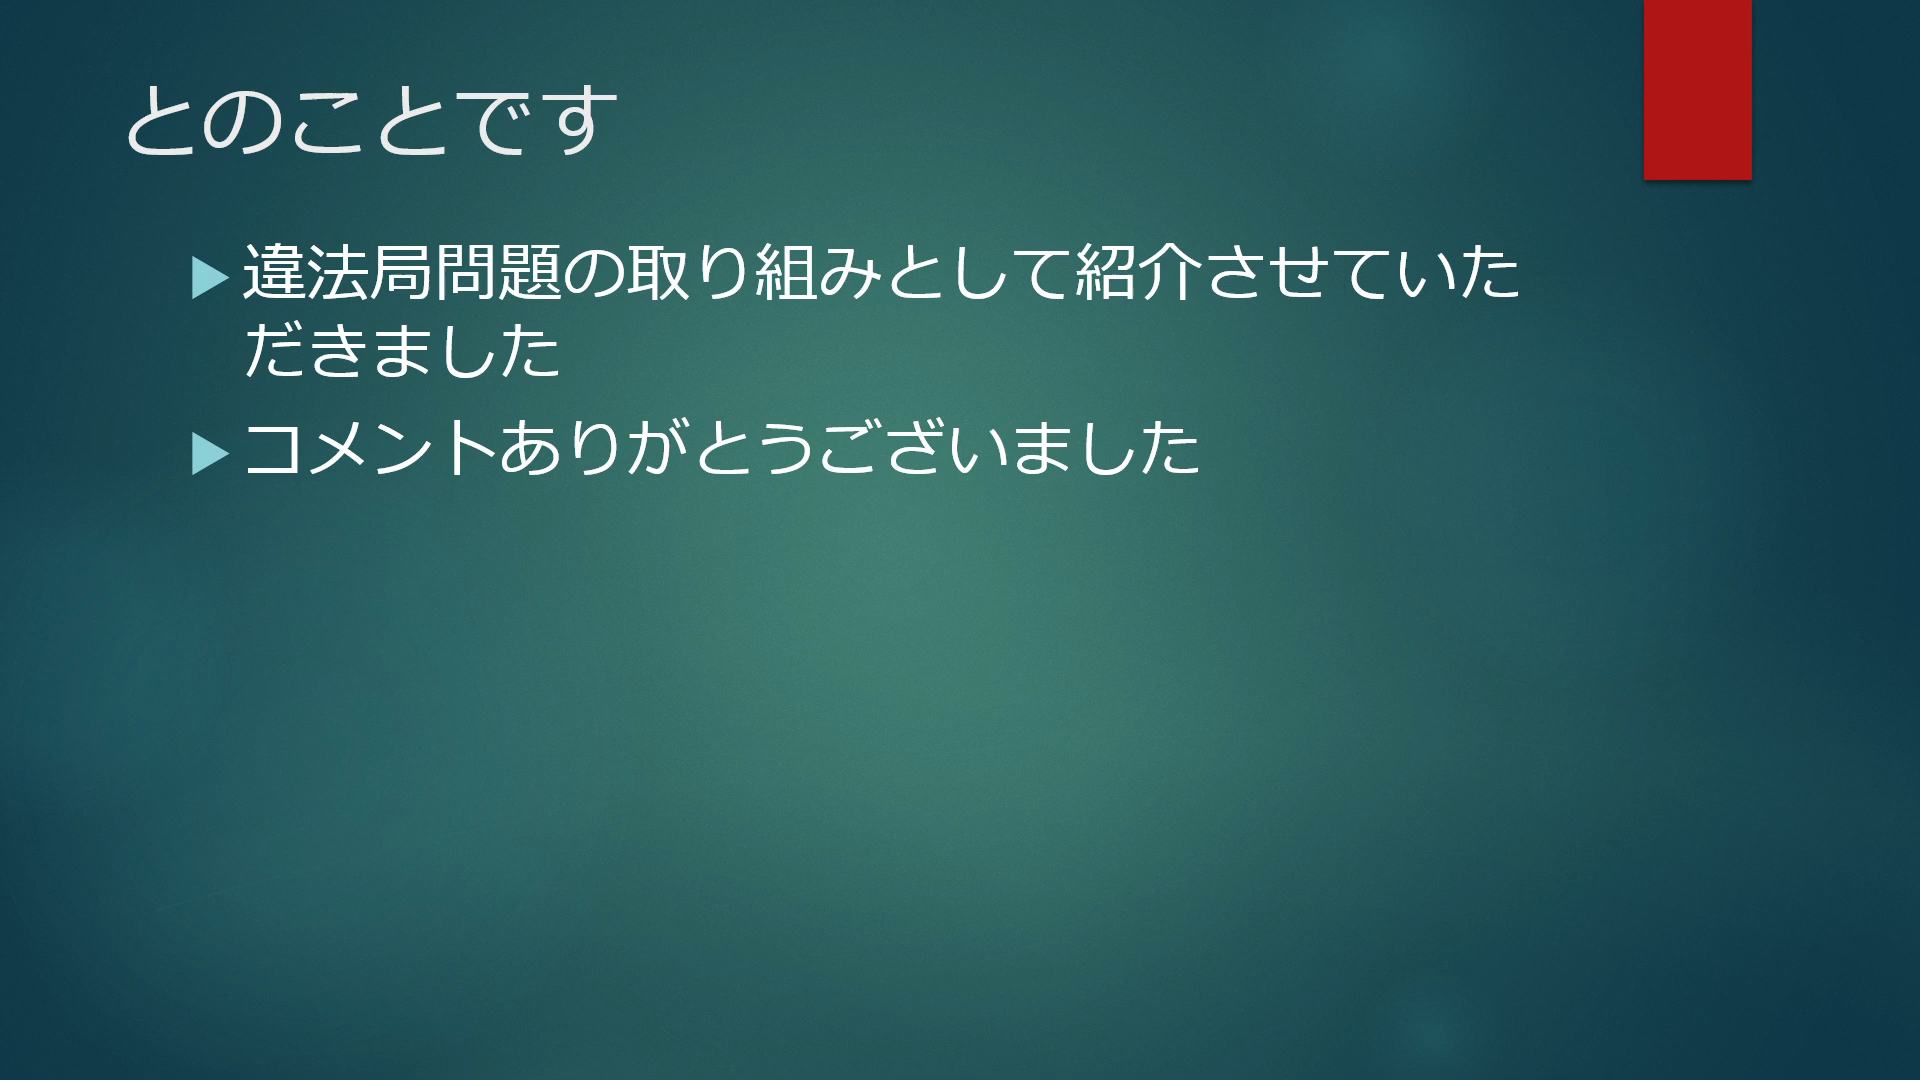 とのことです
違法局問題の取り組みとして紹介させていた
だきました
コメントありがとうございました